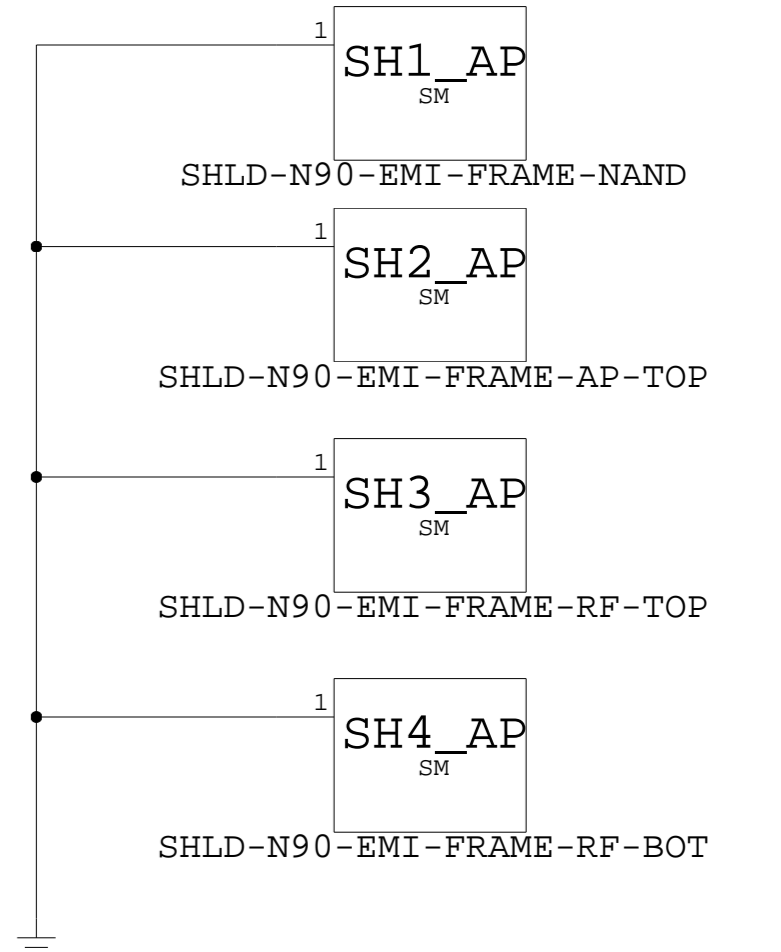 1
SH1_AP
SM
SHLD-N90-EMI-FRAME-NAND
1
SH2_AP
SM
SHLD-N90-EMI-FRAME-AP-TOP
1
SH3_AP
SM
SHLD-N90-EMI-FRAME-RF-TOP
1
SH4_AP
SM
SHLD-N90-EMI-FRAME-RF-BOT